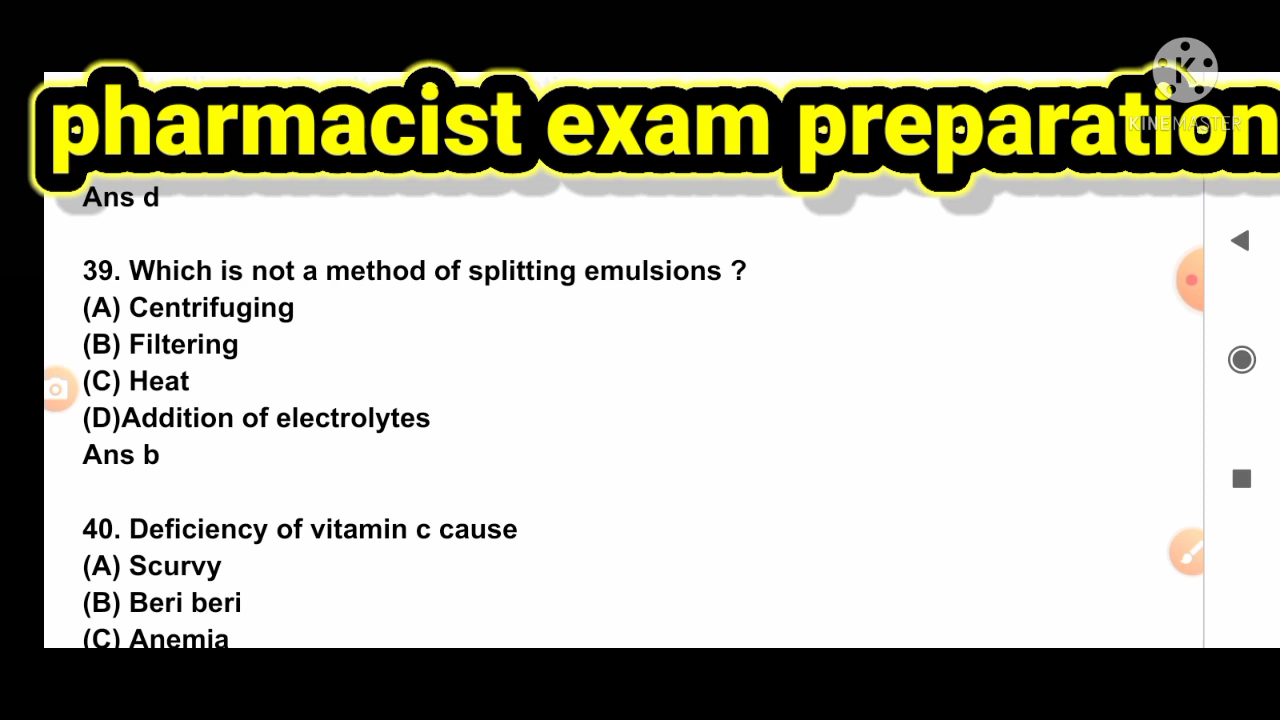 KINEMASTER
pharmacist exam preparation
Ans d
39. Which is not a method of splitting emulsions ?
(A) Centrifuging
(B) Filtering
(C) Heat
(D)Addition of electrolytes
Ans b
40. Deficiency of vitamin c cause
(A) Scurvy
(B) Beri beri
(C) Anemia